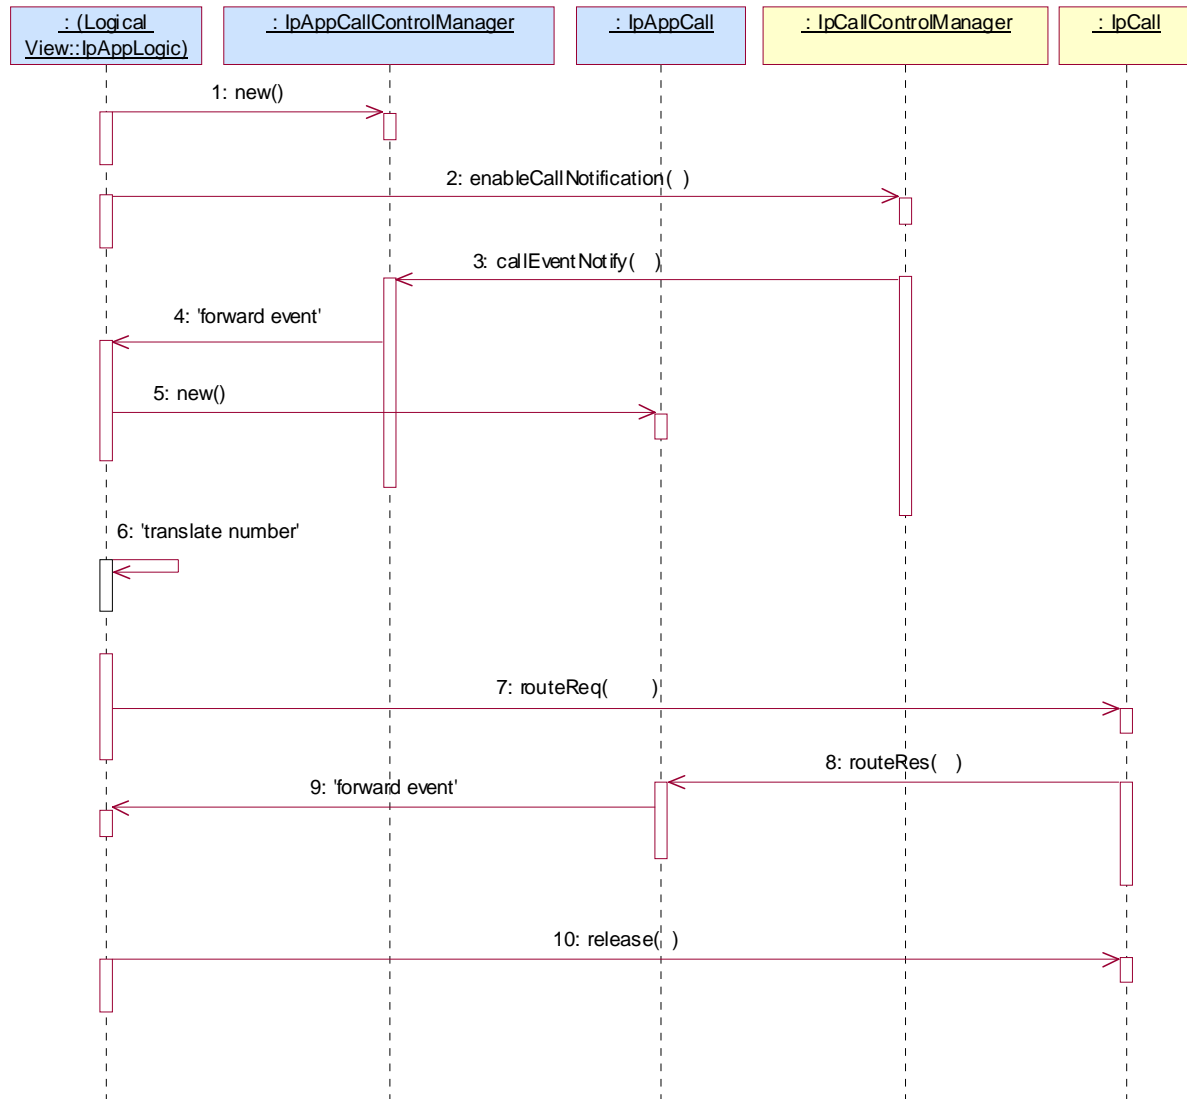 : (Logical
View::IpAppLogic)
: IpAppCallControlManager
: IpAppCall
: IpCallControlManager
: IpCall
1: new()
2: enableCallNotification( )
3: callEventNotify( )
4: 'forward event'
5: new()
6: 'translate number'
7: routeReq( )
8: routeRes( )
9: 'forward event'
10: release( )